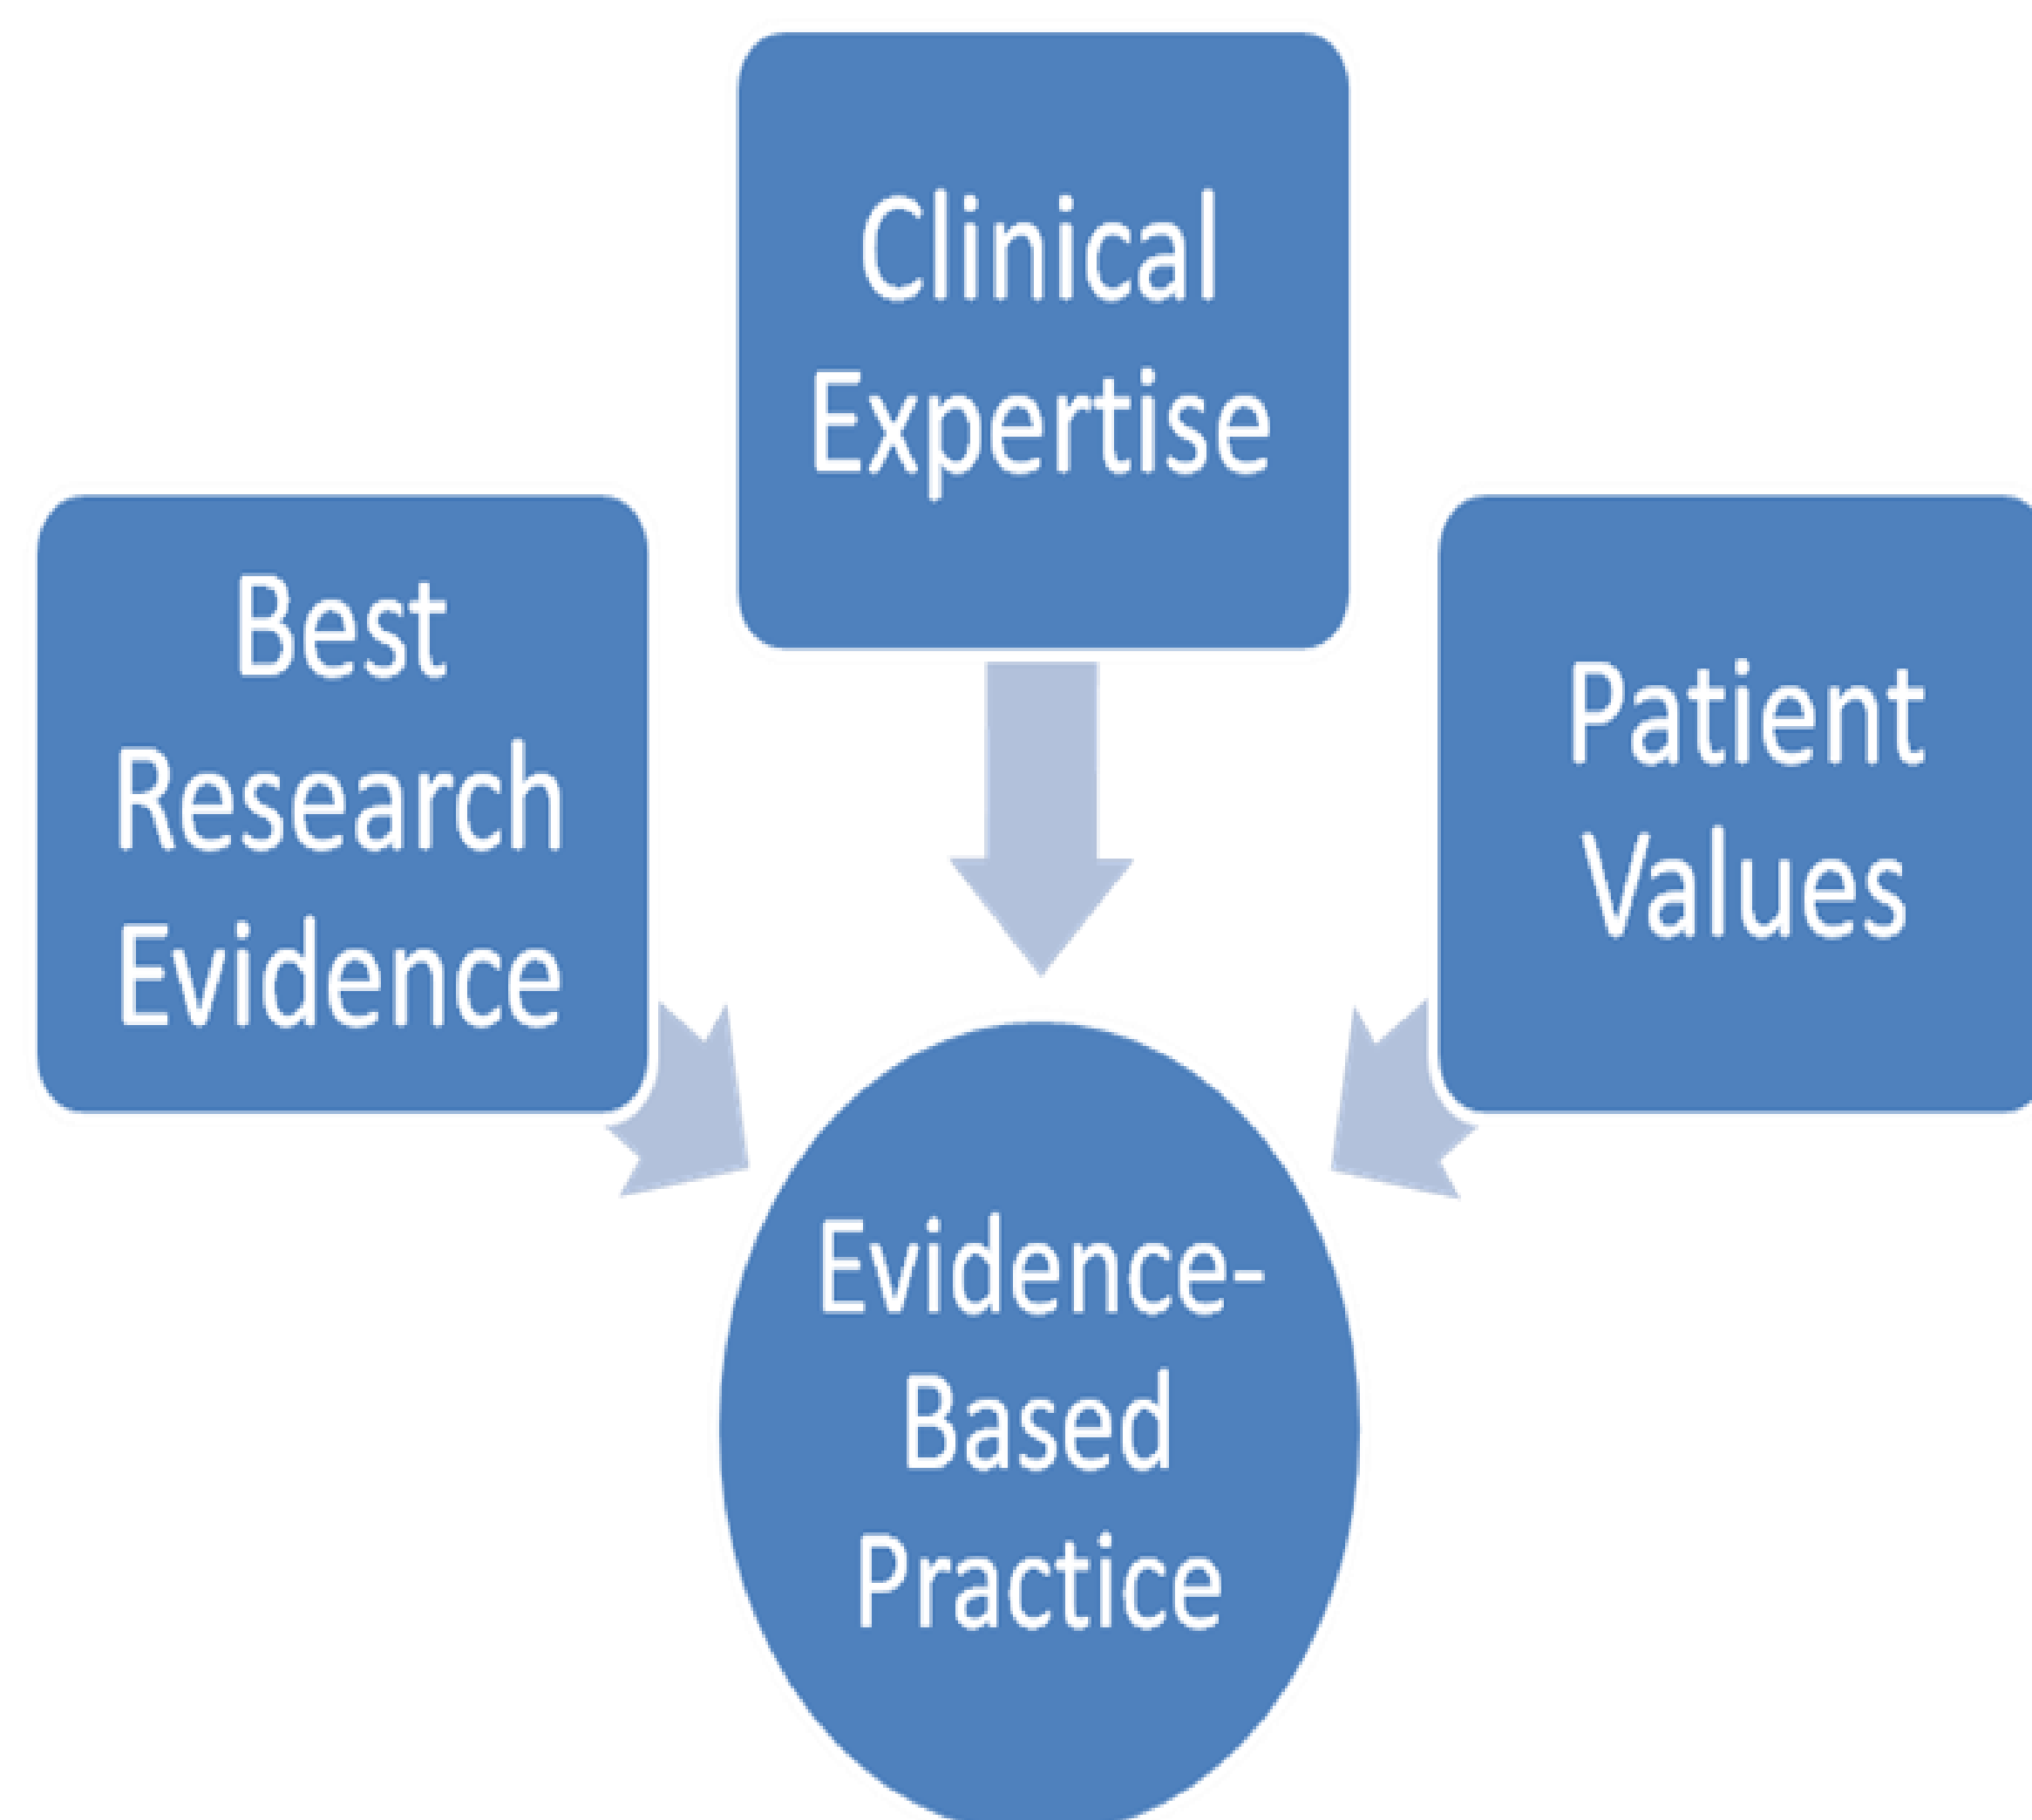 Clinical
Expertise
Best
Research
Evidence
Patient
Values
Evidence-
Based
Practice